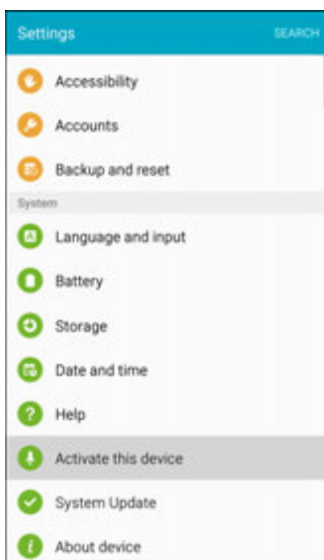 Settings
SEARCH
Accessibility
Accounts
Backup and reset
System
Language and input
Battery
Storage
Date and time
Help
Activate this device
System Update
About device